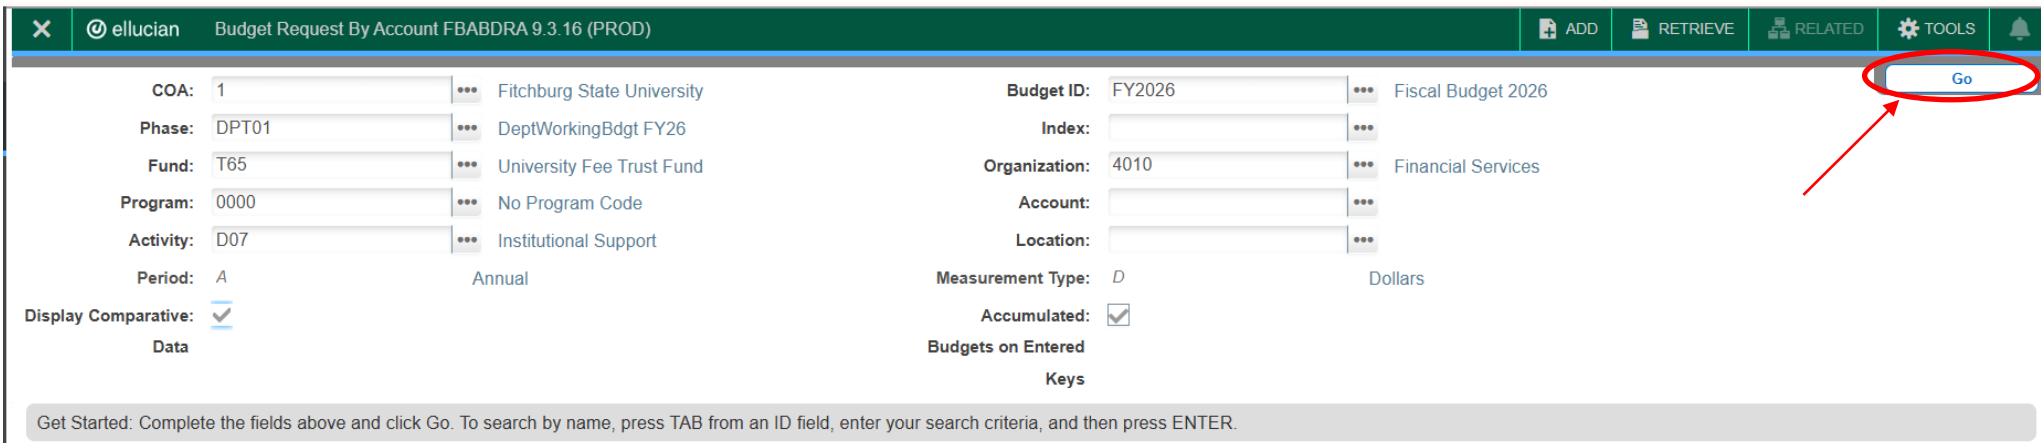 ellucian Budget Request By Account FBABDRA 9.3.16 (PROD) ADD RETRIEVE RELATED TOOLS
Go
COA: 1 ••• Fitchburg State University Budget ID: FY2026 ••• Fiscal Budget 2026
Phase: DPT01 ••• DeptWorkingBdgt FY26 Index: •••
Fund: T65 ••• University Fee Trust Fund Organization: 4010 ••• Financial Services
Program: 0000 ••• No Program Code Account: •••
Activity: D07 ••• Institutional Support Location: •••
Period: A Annual Measurement Type: D Dollars
Display Comparative: Accumulated:
Data Budgets on Entered
Keys
Get Started: Complete the fields above and click Go. To search by name, press TAB from an ID field, enter your search criteria, and then press ENTER.